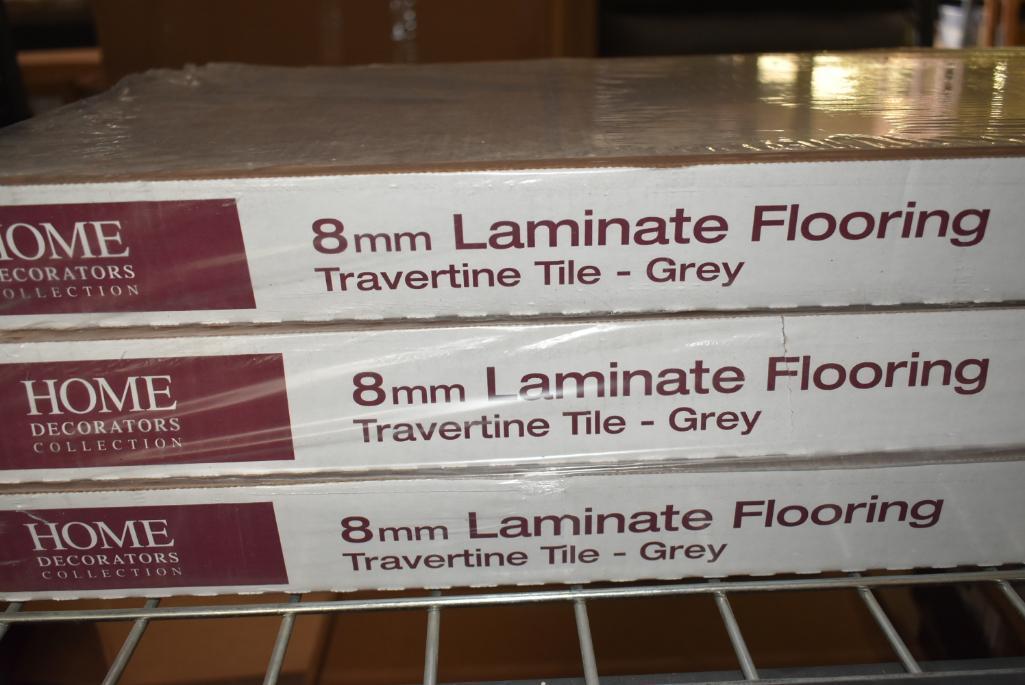 HOME
DECORATORS
COLLECTION
8mm Laminate Flooring
Travertine Tile - Grey
HOME
DECORATORS
COLLECTION
8mm Laminate Flooring
Travertine Tile - Grey
HOME
DECORATORS
COLLECTION
8mm Laminate Flooring
Travertine Tile - Grey